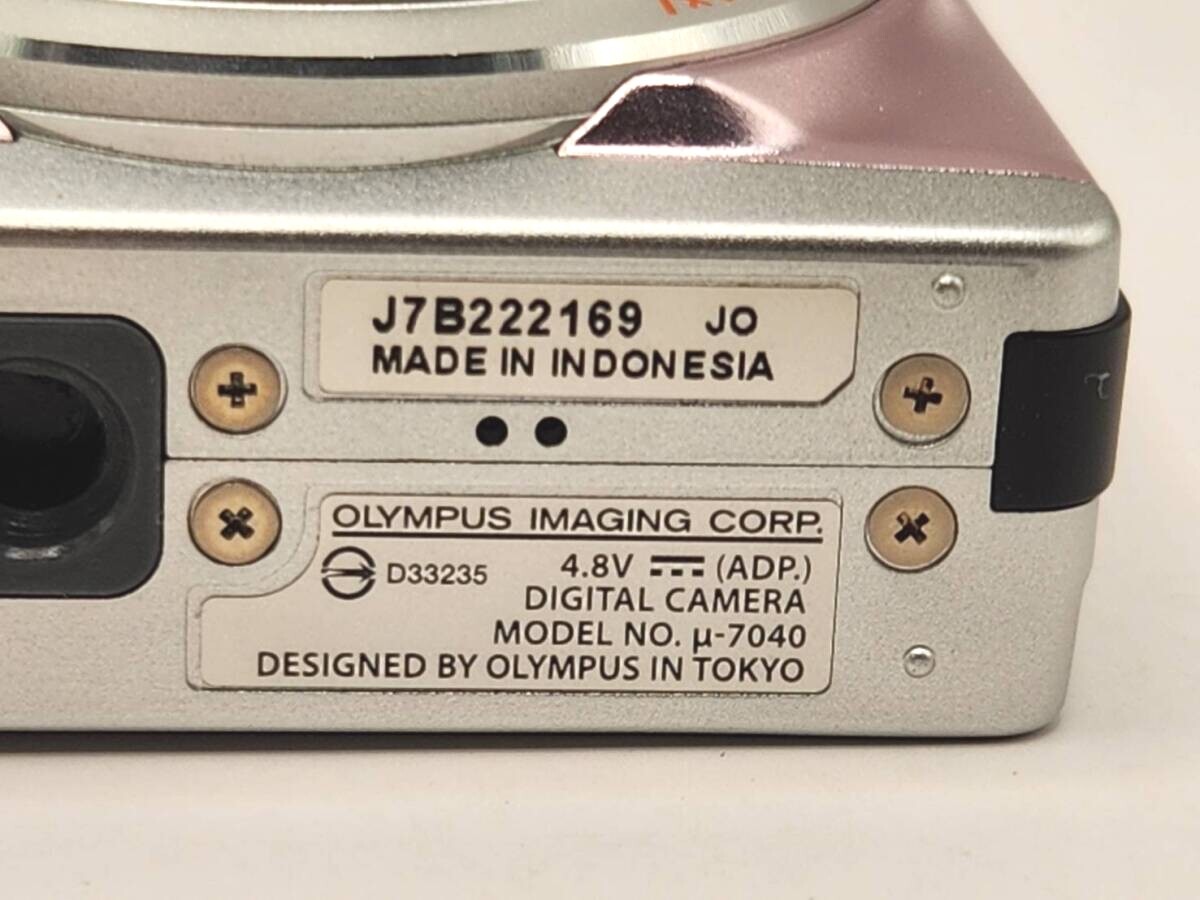 J7B222169 JO
MADE IN INDONESIA
OLYMPUS IMAGING CORP.
D33235 4.8V ⎓ (ADP.)
DIGITAL CAMERA
MODEL NO. μ-7040
DESIGNED BY OLYMPUS IN TOKYO